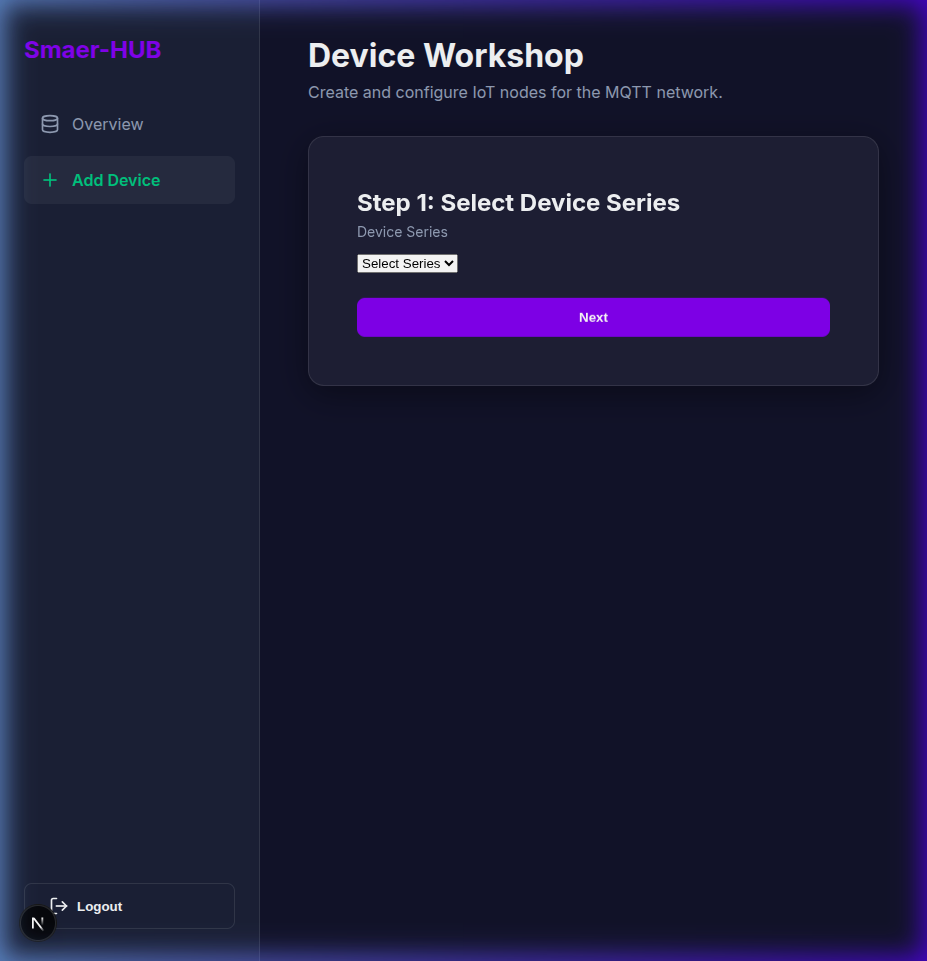 Smaer-HUB
Overview
Add Device
Logout
N
Device Workshop
Create and configure IoT nodes for the MQTT network.
Step 1: Select Device Series
Device Series
Select Series
Next